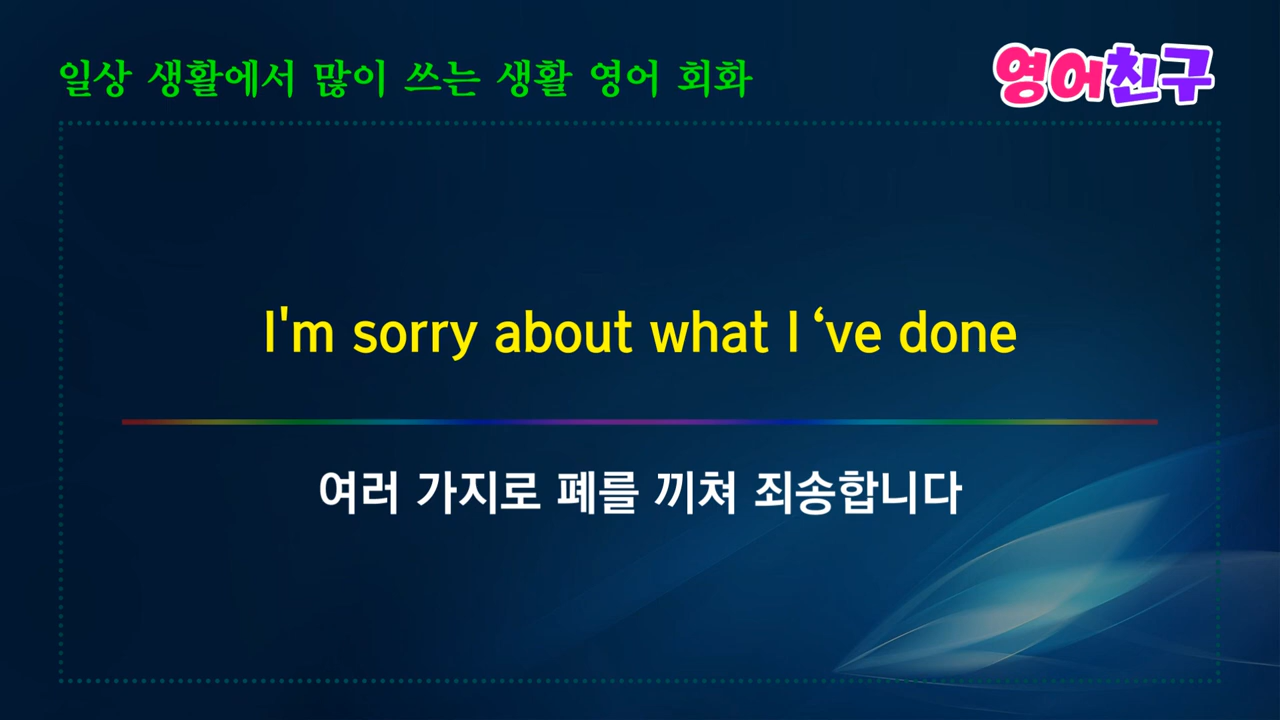 일상 생활에서 많이 쓰는 생활 영어 회화
영어친구
I'm sorry about what I ‘ve done
여러 가지로 폐를 끼쳐 죄송합니다